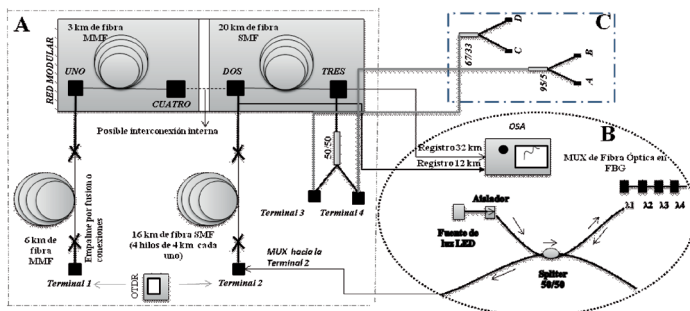 A
3 km de fibra
MMF
20 km de fibra
SMF
RED MODULAR
UNO
CUATRO
DOS
TRES
Posible interconexión interna
50/50
Empalme por fusion o
conexiones
6 km de
fibra
MMF
16 km de fibra SMF
(4 hilos de 4 km cada
uno)
Terminal 3
Terminal 4
Terminal 1
OTDR
Terminal 2
MUX hacia la
Terminal 2
C
D
C
67/33
B
A
95/5
OSA
Registro 32 km
Registro 12 km
B
MUX de Fibra Óptica en
FBG
λ1 λ2 λ3 λ4
Aislador
Fuente de
luz LED
Spliter
50/50